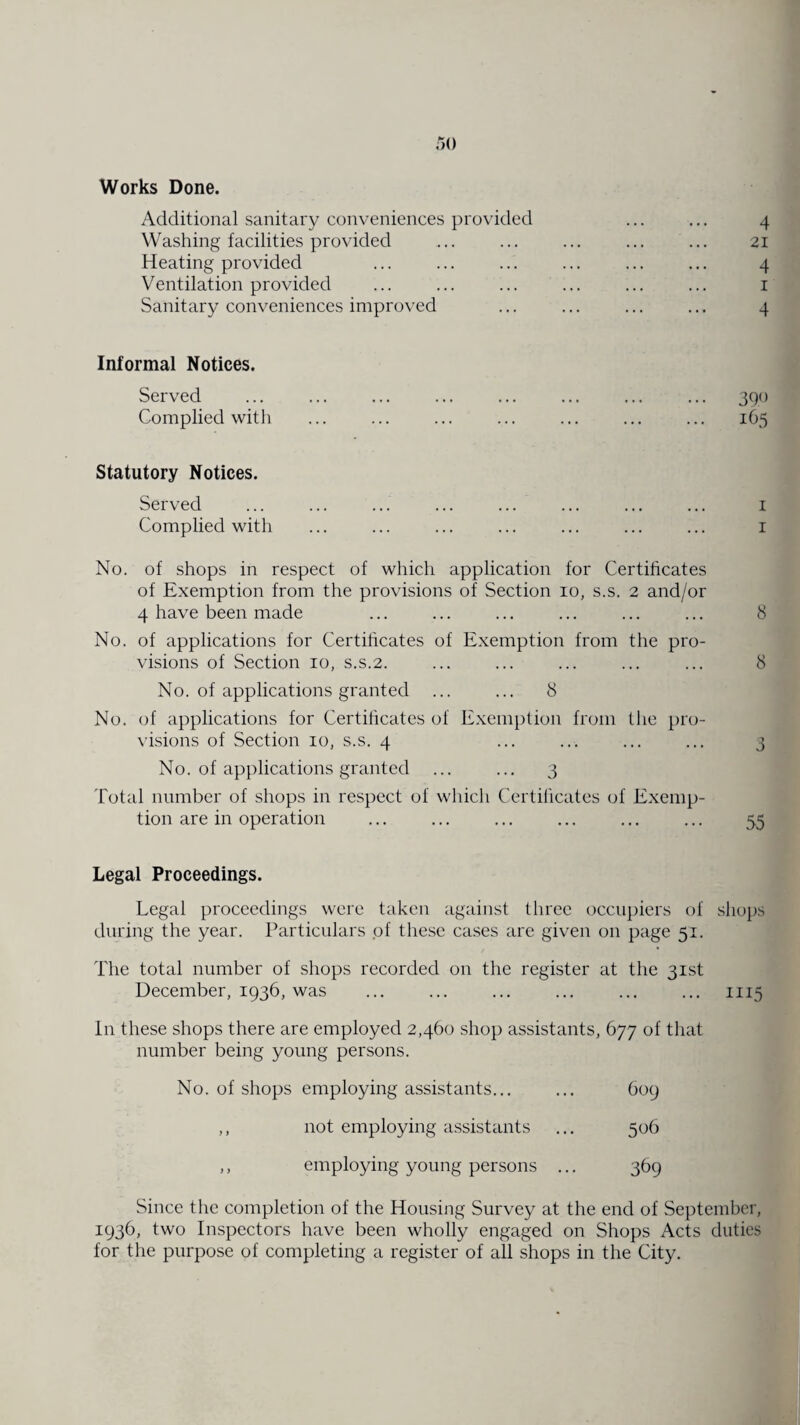 50
Works Done.
Additional sanitary conveniences provided ... ... 4
Washing facilities provided ... ... ... ... ... 21
Heating provided ... ... ... ... ... ... 4
Ventilation provided ... ... ... ... ... ... 1
Sanitary conveniences improved ... ... ... ... 4
Informal Notices.
Served ... ... ... ... ... ... ... ... 390
Complied with ... ... ... ... ... ... ... 165
Statutory Notices.
Served ... ... ... ... ... ... ... ... 1
Complied with ... ... ... ... ... ... ... 1
No. of shops in respect of which application for Certificates
of Exemption from the provisions of Section 10, s.s. 2 and/or
4 have been made ... ... ... ... ... ... 8
No. of applications for Certificates of Exemption from the pro-
visions of Section 10, s.s.2. ... ... ... ... ... 8
No. of applications granted ... ... 8
No. of applications for Certificates of Exemption from the pro-
visions of Section 10, s.s. 4 ... ... ... ... 3
No. of applications granted ... ... 3
Total number of shops in respect of which Certificates of Exemp-
tion are in operation ... ... ... ... ... ... 55
Legal Proceedings.
Legal proceedings were taken against three occupiers of shops
during the year. Particulars of these cases are given on page 51.
The total number of shops recorded on the register at the 31st
December, 1936, was ... ... ... ... ... ... 1115
In these shops there are employed 2,460 shop assistants, 677 of that
number being young persons.
No. of shops employing assistants... ... 609
,, not employing assistants ... 506
,, employing young persons ... 369
Since the completion of the Housing Survey at the end of September,
1936, two Inspectors have been wholly engaged on Shops Acts duties
for the purpose of completing a register of all shops in the City.